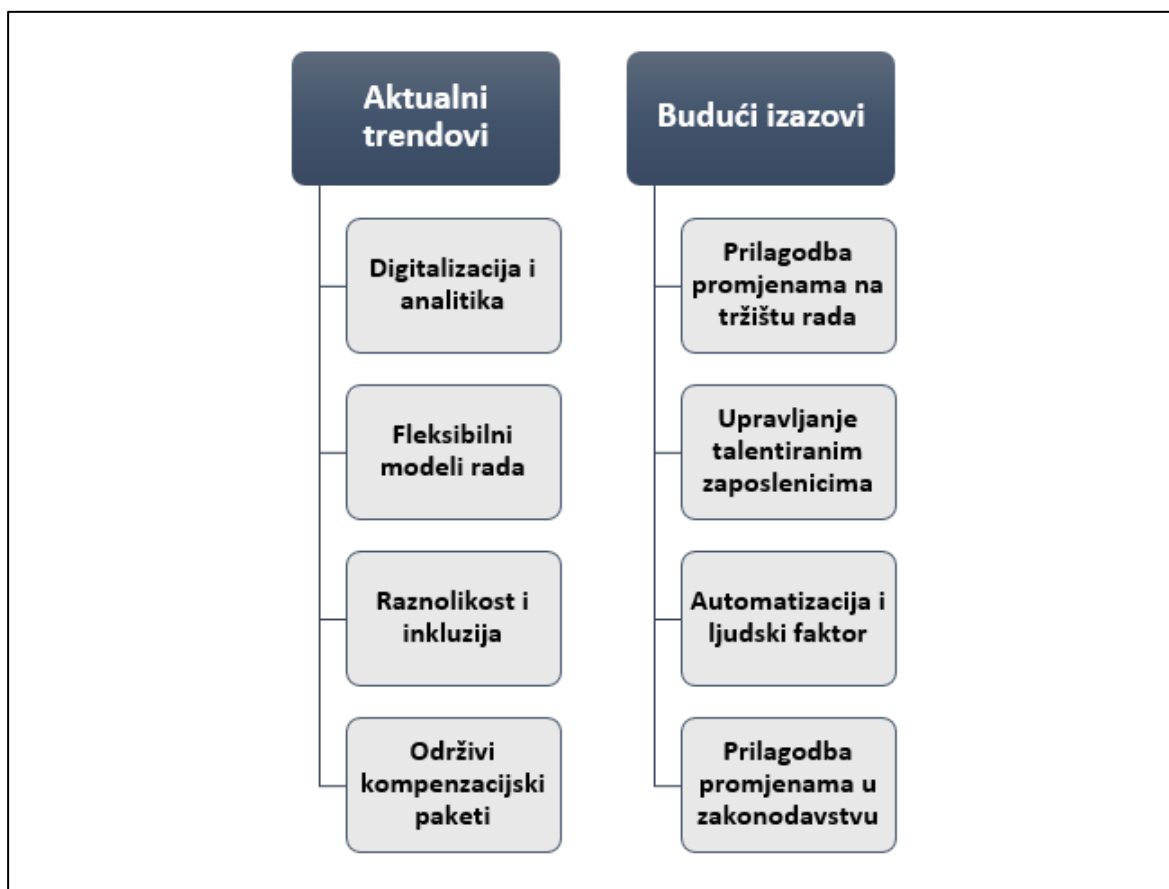 Aktualni
trendovi
Digitalizacija i
analitika
Fleksibilni
modeli rada
Raznolikost i
inkluzija
Održivi
kompenzacijski
paketi
Budući izazovi
Prilagodba
promjenama na
tržištu rada
Upravljanje
talentiranim
zaposlenicima
Automatizacija i
ljudski faktor
Prilagodba
promjenama u
zakonodavstvu